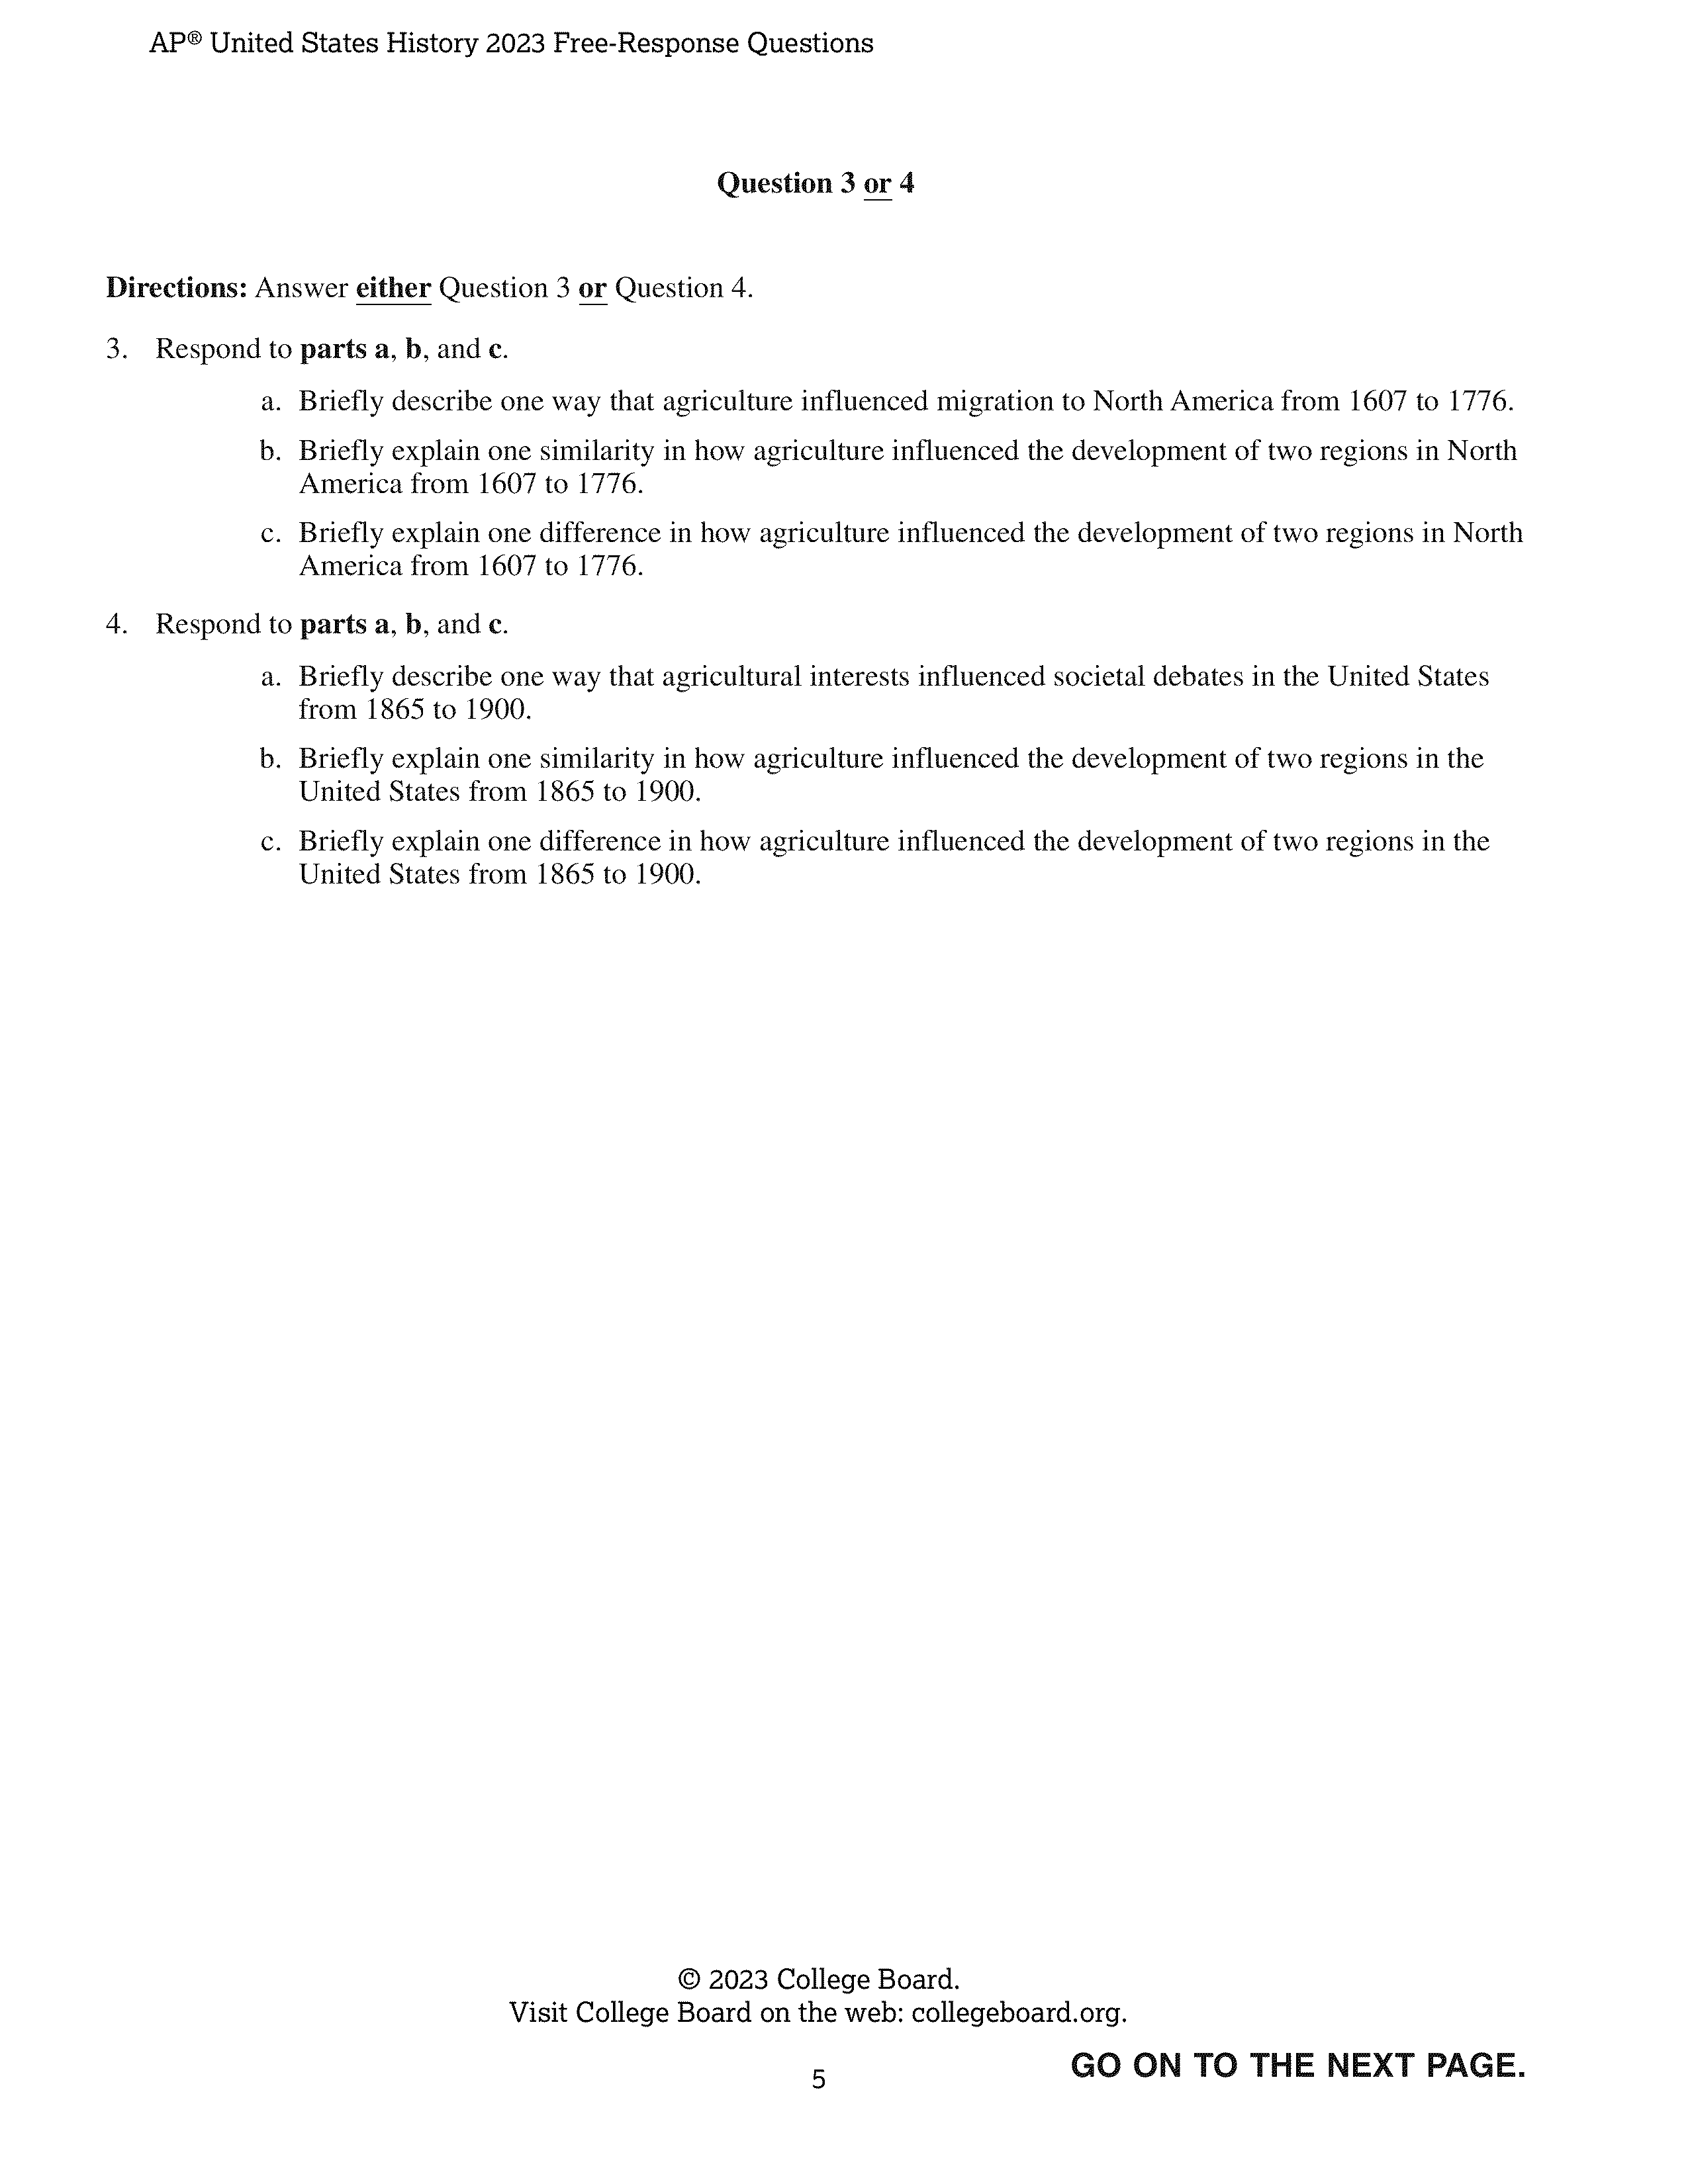 AP® United States History 2023 Free-Response Questions
Question 3 or 4
Directions: Answer either Question 3 or Question 4.
3. Respond to parts a, b, and c.
a. Briefly describe one way that agriculture influenced migration to North America from 1607 to 1776.
b. Briefly explain one similarity in how agriculture influenced the development of two regions in North
America from 1607 to 1776.
c. Briefly explain one difference in how agriculture influenced the development of two regions in North
America from 1607 to 1776.
4. Respond to parts a, b, and c.
a. Briefly describe one way that agricultural interests influenced societal debates in the United States
from 1865 to 1900.
b. Briefly explain one similarity in how agriculture influenced the development of two regions in the
United States from 1865 to 1900.
c. Briefly explain one difference in how agriculture influenced the development of two regions in the
United States from 1865 to 1900.
© 2023 College Board.
Visit College Board on the web: collegeboard.org.
GO ON TO THE NEXT PAGE.
5